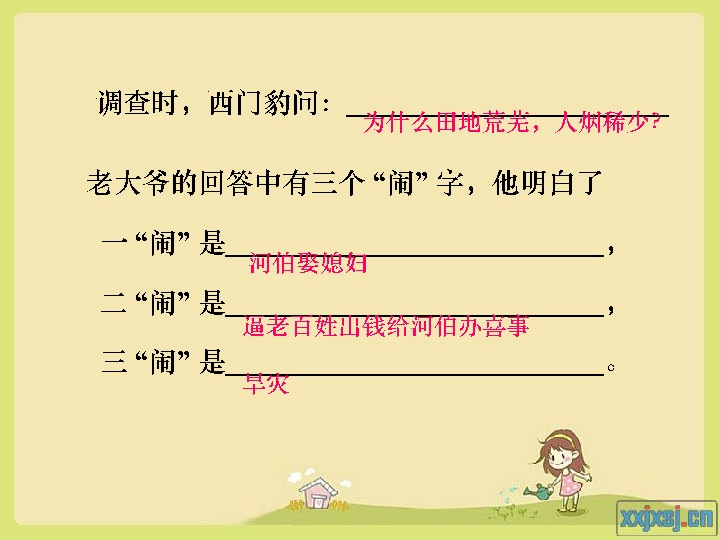 调查时，西门豹问：
为什么田地荒芜，人烟稀少？
老大爷的回答中有三个“闹”字，他明白了
一“闹”是，
河伯娶媳妇
二“闹”是，
逼老百姓出钱给河伯办喜事
三“闹”是。
旱灾
xxjxsj.cn